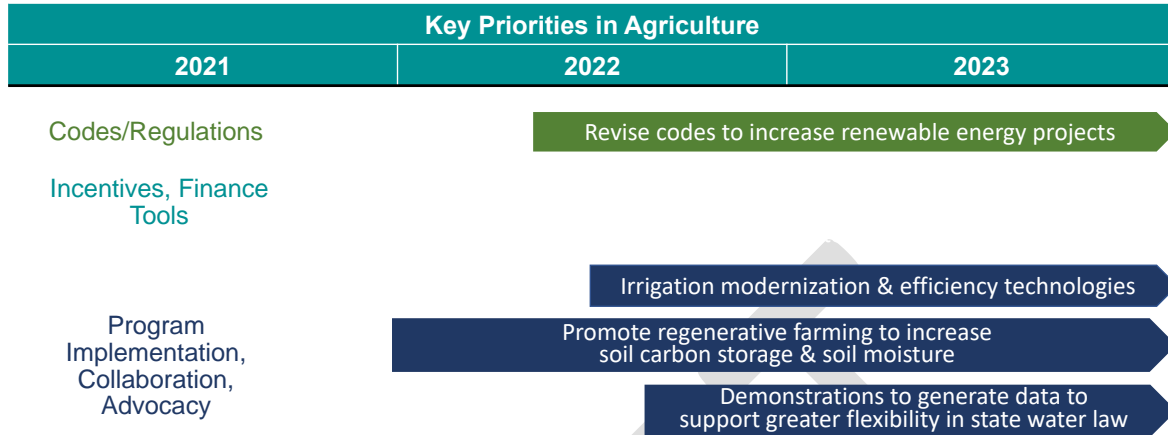 Key Priorities in Agriculture
2021 2022 2023
Codes/Regulations
Revise codes to increase renewable energy projects
Incentives, Finance
Tools
Irrigation modernization & efficiency technologies
Program
Implementation,
Collaboration,
Advocacy
Promote regenerative farming to increase
soil carbon storage & soil moisture
Demonstrations to generate data to
support greater flexibility in state water law